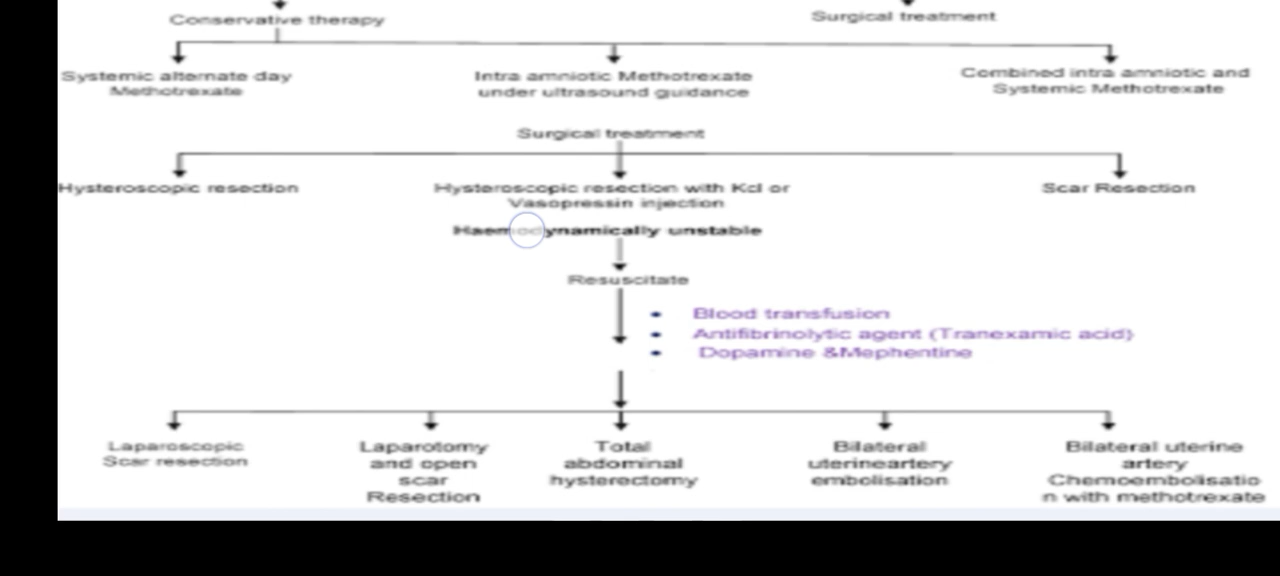 Conservative therapy
Surgical treatment
Systemic alternate day
Methotrexate
Intra amniotic Methotrexate
under ultrasound guidance
Combined intra amniotic and
Systemic Methotrexate
Surgical treatment
Hysteroscopic resection
Hysteroscopic resection with Kcl or
Vasopressin injection
Scar Resection
Haemodynamically unstable
Resuscitate
• Blood transfusion
• Antifibrinolytic agent (Tranexamic acid)
• Dopamine &Mephentine
Laparoscopic
Scar resection
Laparotomy
and open
scar
Resection
Total
abdominal
hysterectomy
Bilateral
uterineartery
embolisation
Bilateral uterine
artery
Chemoembolisatio
n with methotrexate